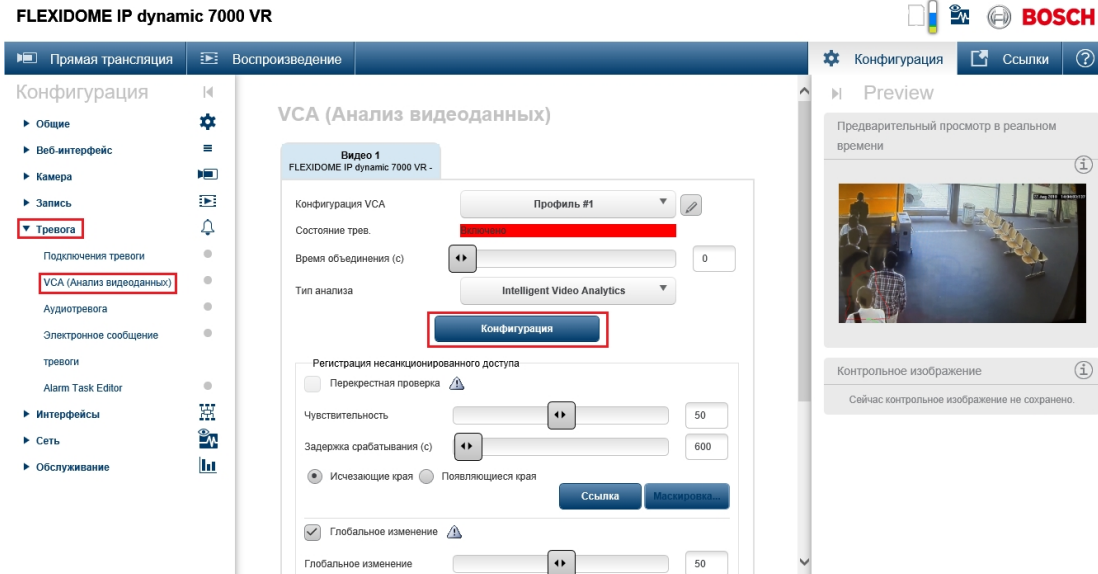 FLEXIDOME IP dynamic 7000 VR
BOSCH
Прямая трансляция
Воспроизведение
Конфигурация
Ссылки
Конфигурация
Общие
Веб-интерфейс
Камера
Запись
Тревога
Подключения тревоги
VCA (Анализ видеоданных)
Аудиотревога
Электронное сообщение
тревоги
Alarm Task Editor
Интерфейсы
Сеть
Обслуживание
VCA (Анализ видеоданных)
Видео 1
FLEXIDOME IP dynamic 7000 VR -
Конфигурация VCA
Профиль #1
Состояние трев.
Включено
Время объединения (с)
0
Тип анализа
Intelligent Video Analytics
Конфигурация
Регистрация несанкционированного доступа
Перекрестная проверка
Чувствительность
50
Задержка срабатывания (с)
600
Исчезающие края
Появляющиеся края
Ссылка
Маскировка...
Глобальное изменение
Глобальное изменение
50
Preview
Предварительный просмотр в реальном
времени
Контрольное изображение
Сейчас контрольное изображение не сохранено.